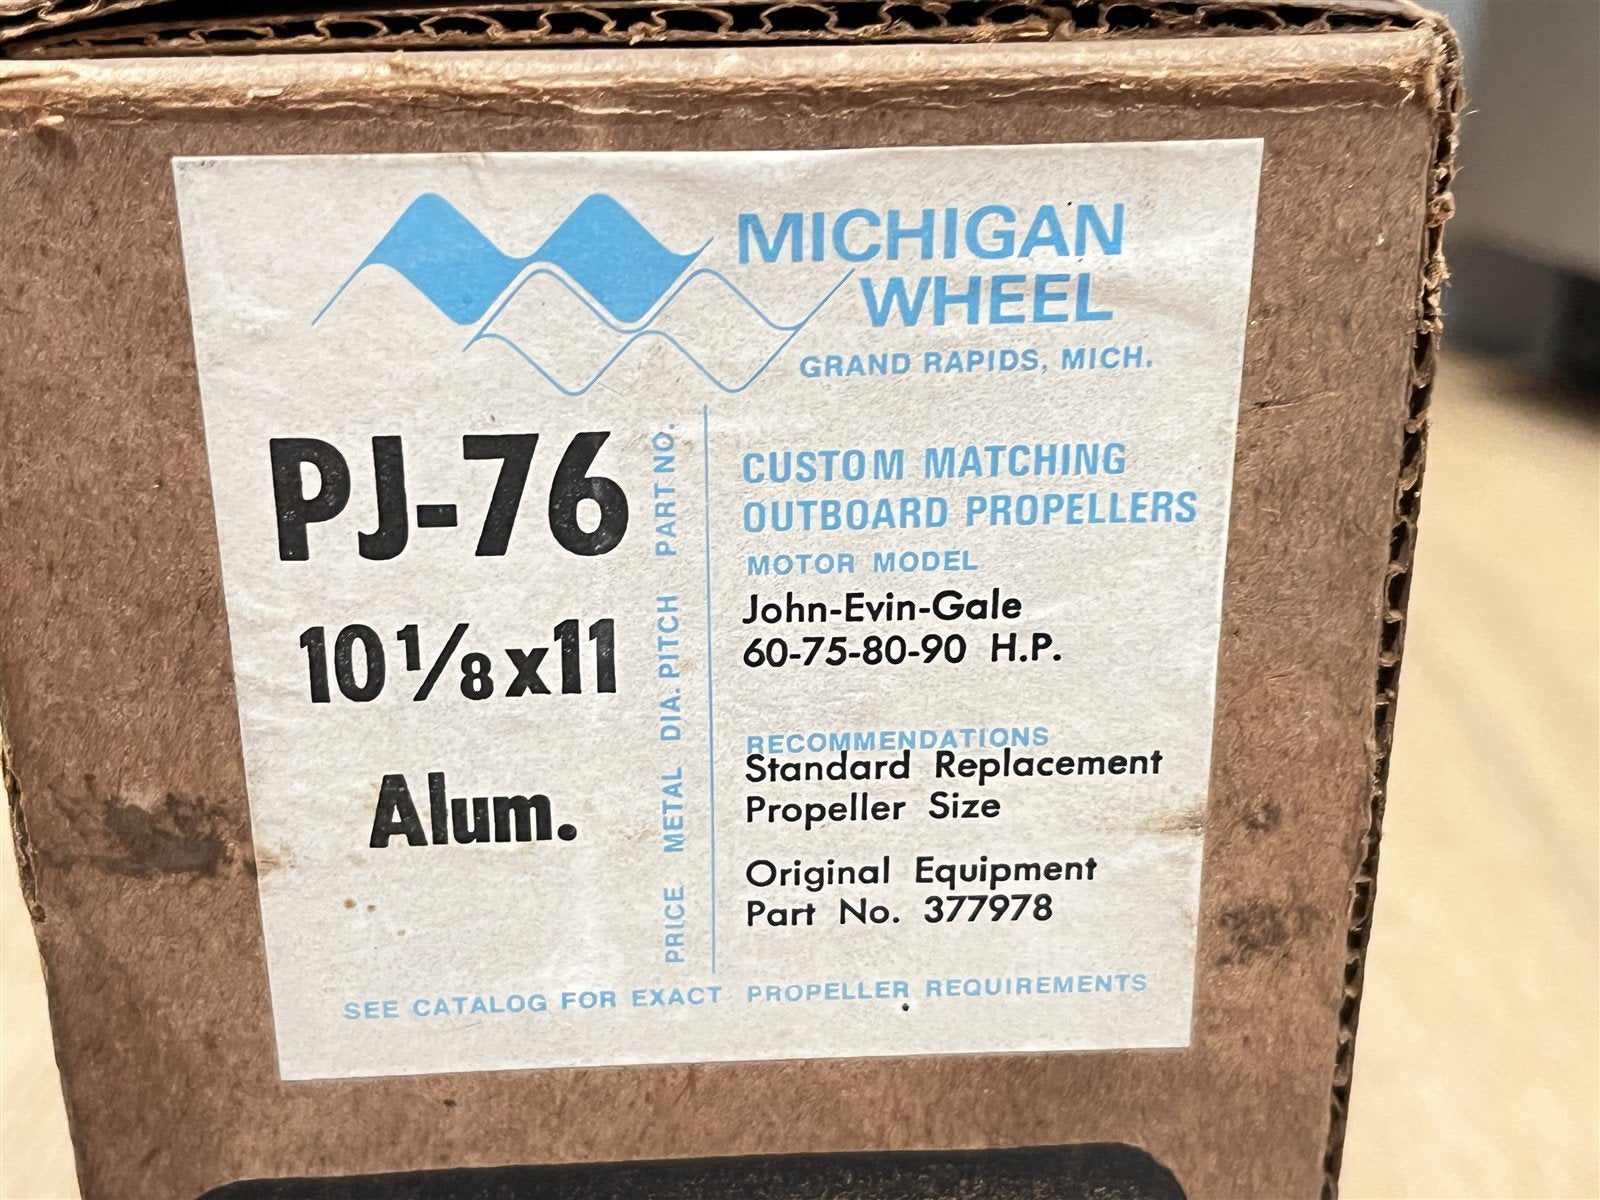 MICHIGAN
WHEEL
GRAND RAPIDS, MICH.
PJ-76
10 1/8 x 11
Alum.
PART NO.
DIA. PITCH
METAL
PRICE
CUSTOM MATCHING
OUTBOARD PROPELLERS
MOTOR MODEL
John-Evin-Gale
60-75-80-90 H.P.
RECOMMENDATIONS
Standard Replacement
Propeller Size
Original Equipment
Part No. 377978
SEE CATALOG FOR EXACT PROPELLER REQUIREMENTS